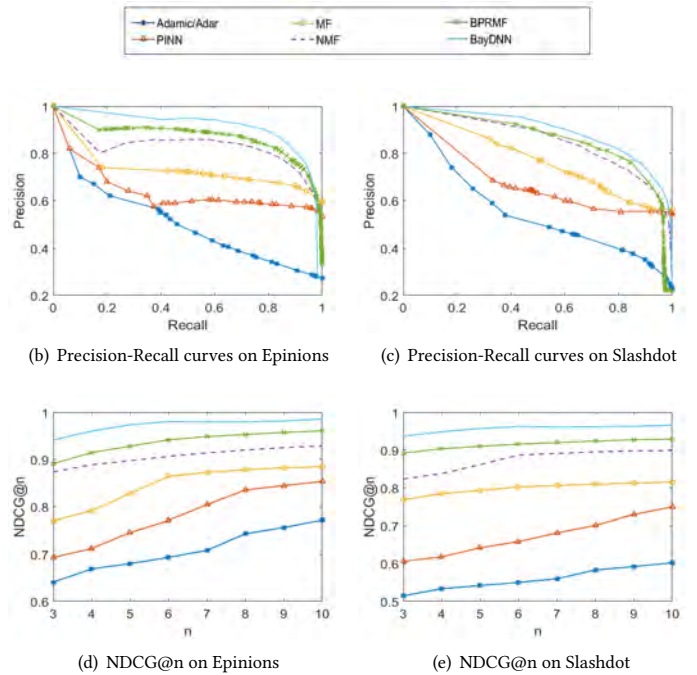 Adamic/Adar MF BPRMF
PINN NMF BayDNN
1
0.8
0.6
0.4
0.2
Precision
0 0.2 0.4 0.6 0.8 1
Recall
(b) Precision-Recall curves on Epinions
1
0.8
0.6
0.4
0.2
Precision
0 0.2 0.4 0.6 0.8 1
Recall
(c) Precision-Recall curves on Slashdot
1
0.9
0.8
0.7
0.6
NDCG@n
3 4 5 6 7 8 9 10
n
(d) NDCG@n on Epinions
1
0.9
0.8
0.7
0.6
0.5
NDCG@n
3 4 5 6 7 8 9 10
n
(e) NDCG@n on Slashdot